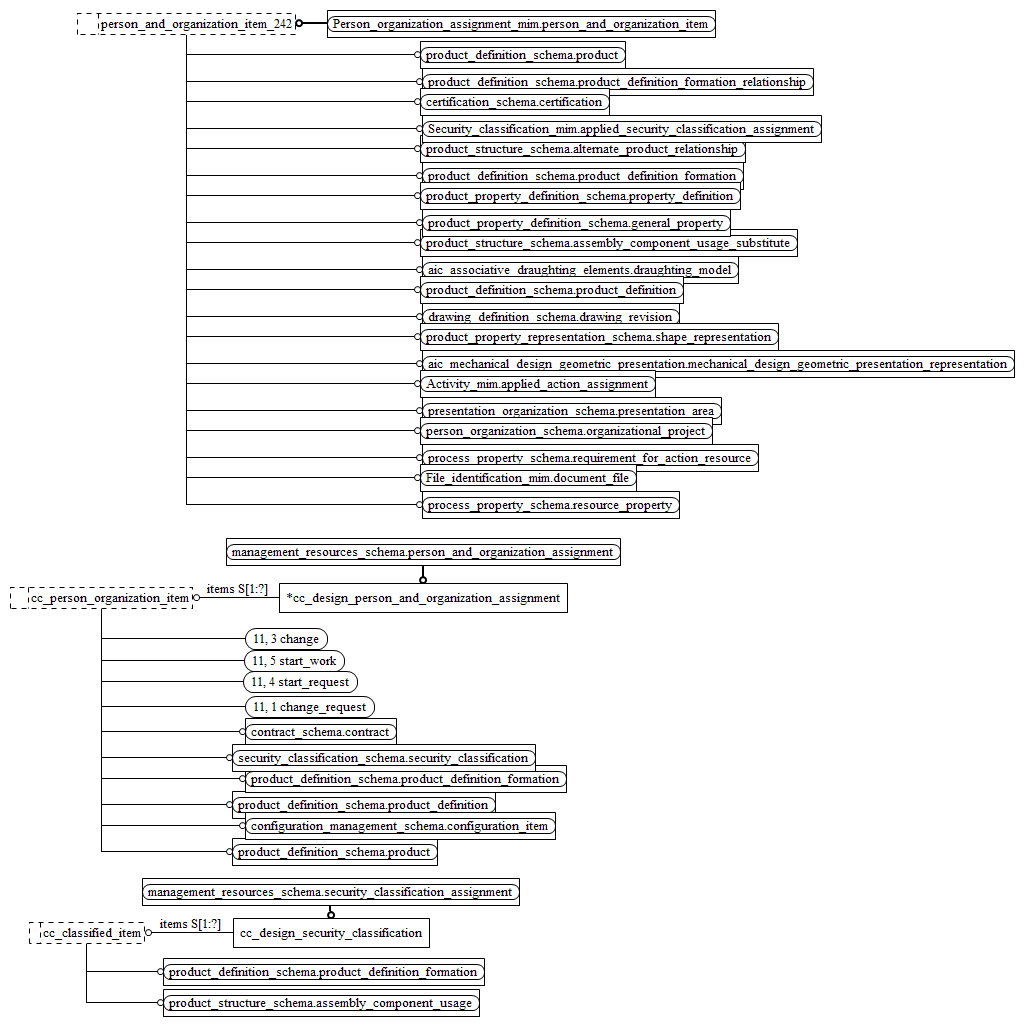 person_and_organization_item_242
Person_organization_assignment_mim.person_and_organization_item
product_definition_schema.product
product_definition_schema.product_definition_formation_relationship
certification_schema.certification
Security_classification_mim.applied_security_classification_assignment
product_structure_schema.alternate_product_relationship
product_definition_schema.product_definition_formation
product_property_definition_schema.property_definition
product_property_definition_schema.general_property
product_structure_schema.assembly_component_usage_substitute
aic_associative_draughting_elements.draughting_model
product_definition_schema.product_definition
drawing_definition_schema.drawing_revision
product_property_representation_schema.shape_representation
aic_mechanical_design_geometric_presentation.mechanical_design_geometric_presentation_representation
Activity_mim.applied_action_assignment
presentation_organization_schema.presentation_area
person_organization_schema.organizational_project
process_property_schema.requirement_for_action_resource
File_identification_mim.document_file
process_property_schema.resource_property
management_resources_schema.person_and_organization_assignment
cc_person_organization_item
items S[1:?]
*cc_design_person_and_organization_assignment
11, 3 change
11, 5 start_work
11, 4 start_request
11, 1 change_request
contract_schema.contract
security_classification_schema.security_classification
product_definition_schema.product_definition_formation
product_definition_schema.product_definition
configuration_management_schema.configuration_item
product_definition_schema.product
management_resources_schema.security_classification_assignment
cc_classified_item
items S[1:?]
cc_design_security_classification
product_definition_schema.product_definition_formation
product_structure_schema.assembly_component_usage